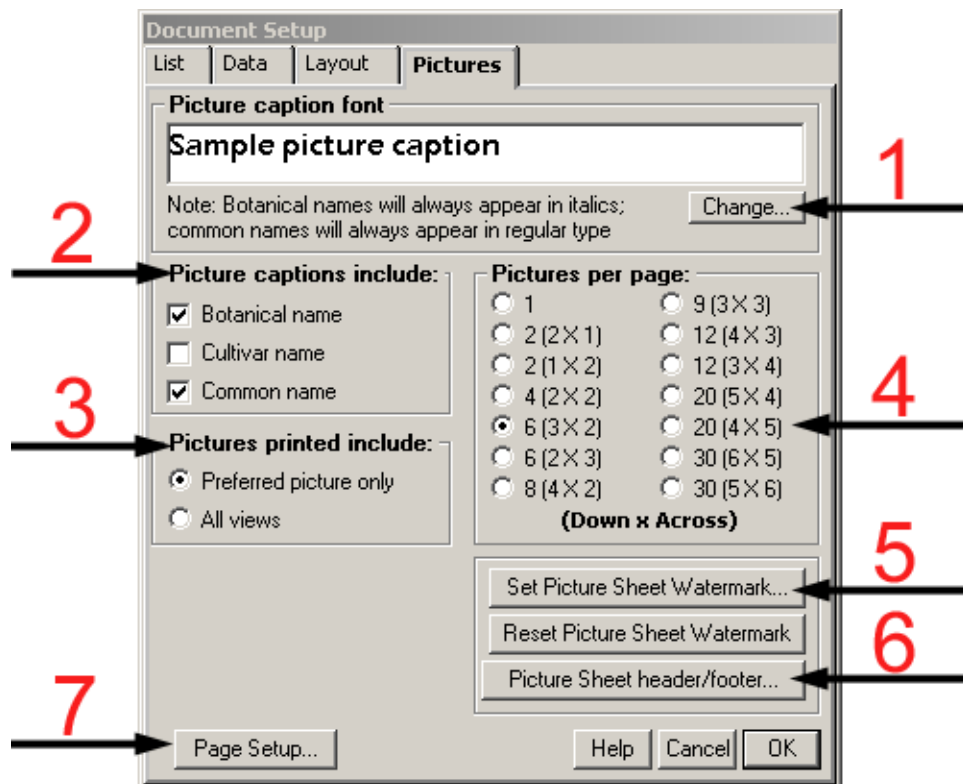 Document Setup
List Data Layout Pictures
Picture caption font
Sample picture caption
1
Note: Botanical names will always appear in italics;
common names will always appear in regular type
Change...
2
Picture captions include:
Botanical name
Cultivar name
Common name
3
Pictures printed include:
Preferred picture only
All views
Pictures per page:
1
2 (2 X 1)
2 (1 X 2)
4 (2 X 2)
6 (3 X 2)
6 (2 X 3)
8 (4 X 2)
9 (3 X 3)
12 (4 X 3)
12 (3 X 4)
20 (5 X 4)
20 (4 X 5)
30 (6 X 5)
30 (5 X 6)
(Down x Across)
4
Set Picture Sheet Watermark...
5
Reset Picture Sheet Watermark
6
Picture Sheet header/footer...
7
Page Setup...
Help Cancel OK